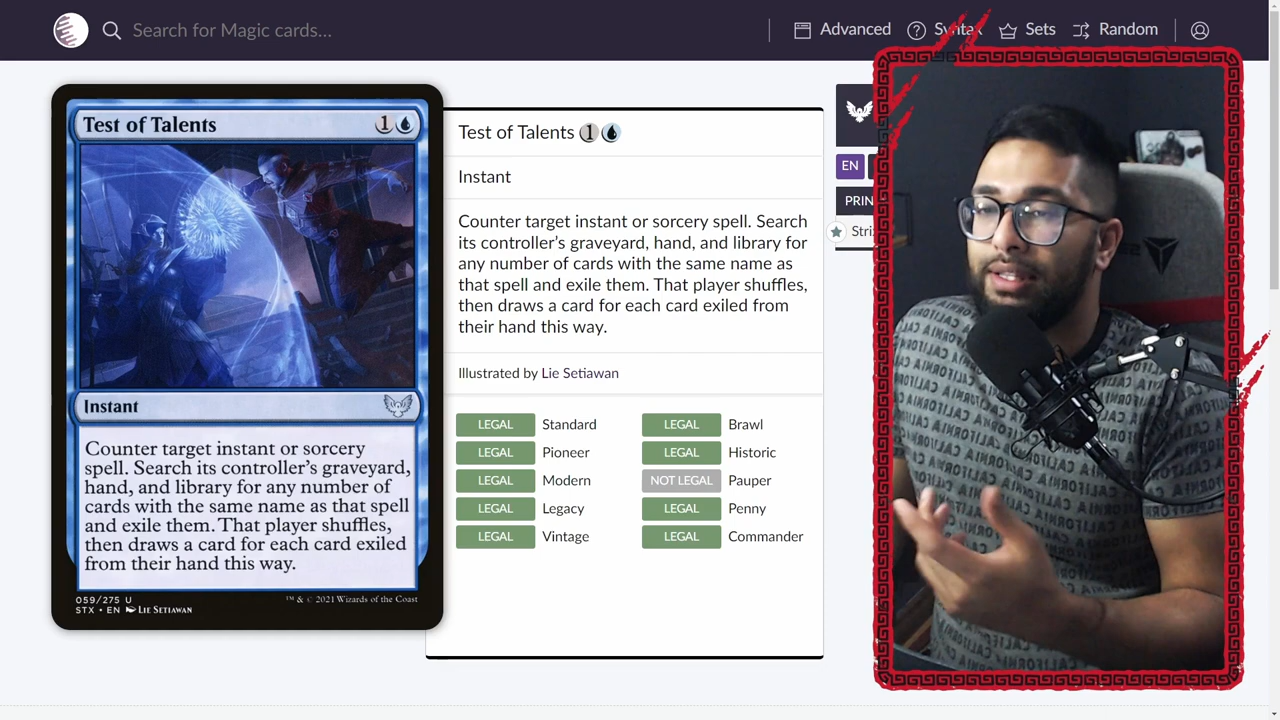 Search for Magic cards...
Advanced
Syntax
Sets
Random
Test of Talents 1
Instant
Counter target instant or sorcery
spell. Search its controller's graveyard,
hand, and library for any number of
cards with the same name as that spell
and exile them. That player shuffles,
then draws a card for each card exiled
from their hand this way.
059/275 U
STX • EN LIE SETIAWAN
™ & © 2021 Wizards of the Coast
Test of Talents 1
Instant
Counter target instant or sorcery spell. Search
its controller's graveyard, hand, and library for
any number of cards with the same name as
that spell and exile them. That player shuffles,
then draws a card for each card exiled from
their hand this way.
Illustrated by Lie Setiawan
LEGAL Standard LEGAL Brawl
LEGAL Pioneer LEGAL Historic
LEGAL Modern NOT LEGAL Pauper
LEGAL Legacy LEGAL Penny
LEGAL Vintage LEGAL Commander
EN
PRIN
Stri
CALIFORNIA CALIFORNIA